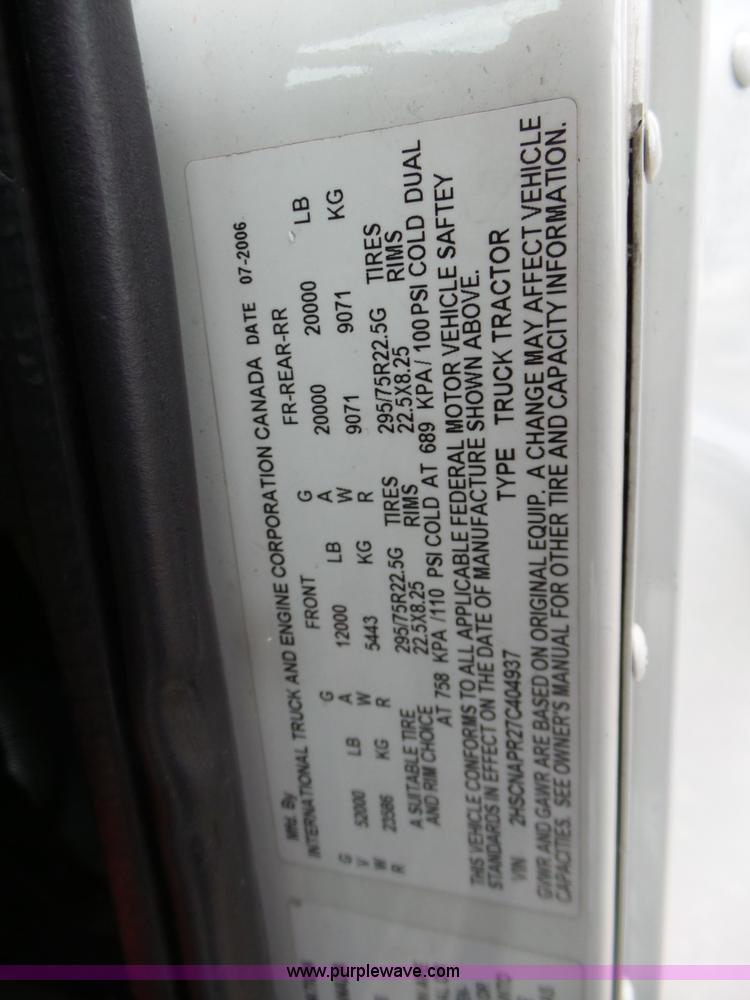 Mfd. By
INTERNATIONAL TRUCK AND ENGINE CORPORATION CANADA DATE 07-2006
FRONT FR-REAR-RR
G G G
V 52000 LB A 12000 LB A 20000 20000 LB
W 23586 KG W 5443 KG W 9071 9071 KG
R R R
A SUITABLE TIRE 295/75R22.5G TIRES 295/75R22.5G TIRES
AND RIM CHOICE 22.5X8.25 RIMS 22.5X8.25 RIMS
AT 758 KPA /110 PSI COLD AT 689 KPA/ 100 PSI COLD DUAL
THIS VEHICLE CONFORMS TO ALL APPLICABLE FEDERAL MOTOR VEHICLE SAFTEY
STANDARDS IN EFFECT ON THE DATE OF MANUFACTURE SHOWN ABOVE.
VIN 2HSCNAPR27C404937 TYPE TRUCK TRACTOR
GVWR AND GAWR ARE BASED ON ORIGINAL EQUIP. A CHANGE MAY AFFECT VEHICLE
CAPACITIES. SEE OWNER'S MANUAL FOR OTHER TIRE AND CAPACITY INFORMATION.
www.purplewave.com